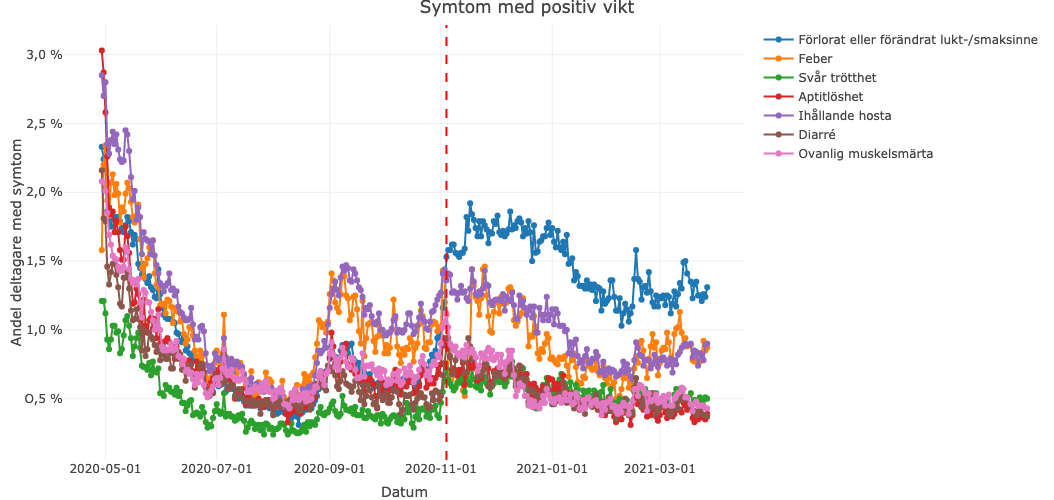 Symtom med positiv vikt
Förlorat eller förändrat lukt-/smaksinne
Feber
Svår trötthet
Aptitlöshet
Ihållande hosta
Diarré
Ovanlig muskelsmärta
Andel deltagare med symtom
3,0 %
2,5 %
2,0 %
1,5 %
1,0 %
0,5 %
2020-05-01
2020-07-01
2020-09-01
2020-11-01
2021-01-01
2021-03-01
Datum